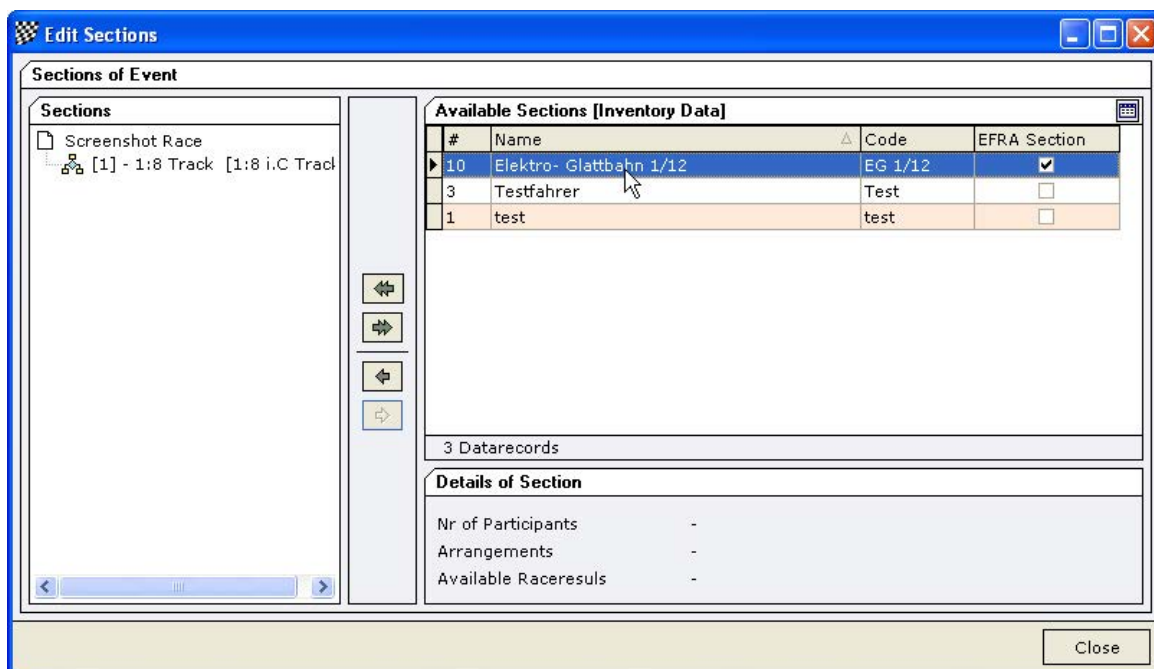 Edit Sections
Sections of Event
Sections
Screenshot Race
[1] - 1:8 Track [1:8 i.C Track
Available Sections [Inventory Data]
# Name Code EFRA Section
10 Elektro- Glattbahn 1/12 EG 1/12
3 Testfahrer Test
1 test test
3 Datarecords
Details of Section
Nr of Participants -
Arrangements -
Available Raceresuls -
Close